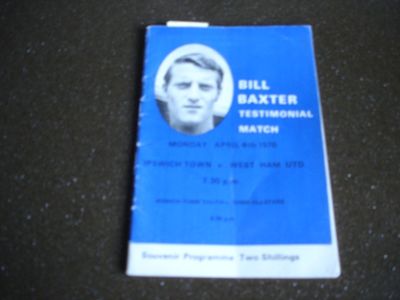 BILL
BAXTER
TESTIMONIAL
MATCH
MONDAY APRIL 6th 1970
IPSWICH TOWN v. WEST HAM UTD.
7.30 p.m.
Souvenir Programme Two Shillings